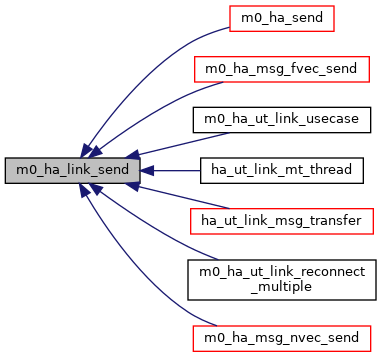 m0_ha_send
m0_ha_msg_fvec_send
m0_ha_ut_link_usecase
m0_ha_link_send
ha_ut_link_mt_thread
ha_ut_link_msg_transfer
m0_ha_ut_link_reconnect
_multiple
m0_ha_msg_nvec_send